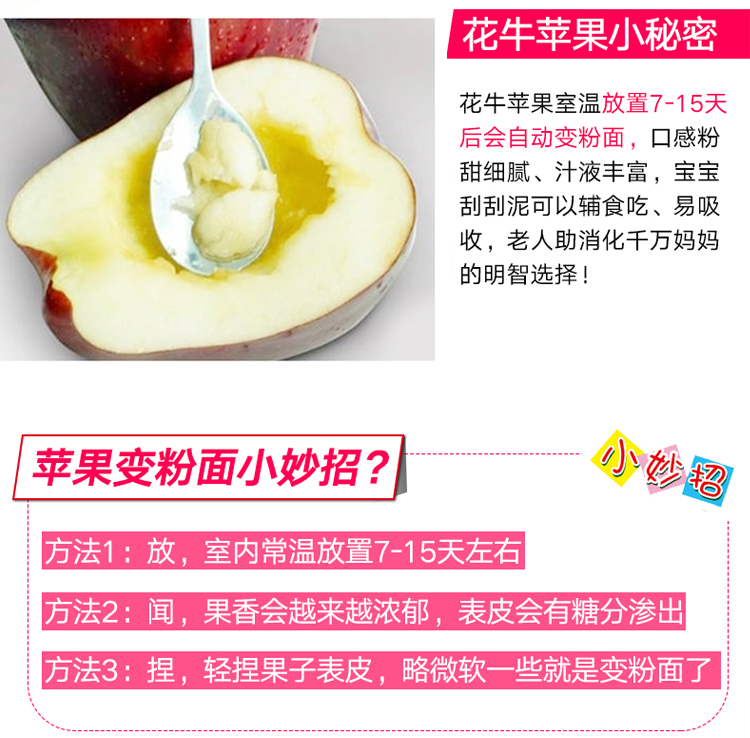 花牛苹果小秘密
花牛苹果室温放置7-15天
后会自动变粉面，口感粉
甜细腻、汁液丰富，宝宝
刮刮泥可以辅食吃、易吸
收，老人助消化千万妈妈
的明智选择！
苹果变粉面小妙招？
小妙招
方法1：放，室内常温放置7-15天左右
方法2：闻，果香会越来越浓郁，表皮会有糖分渗出
方法3：捏，轻捏果子表皮，略微软一些就是变粉面了